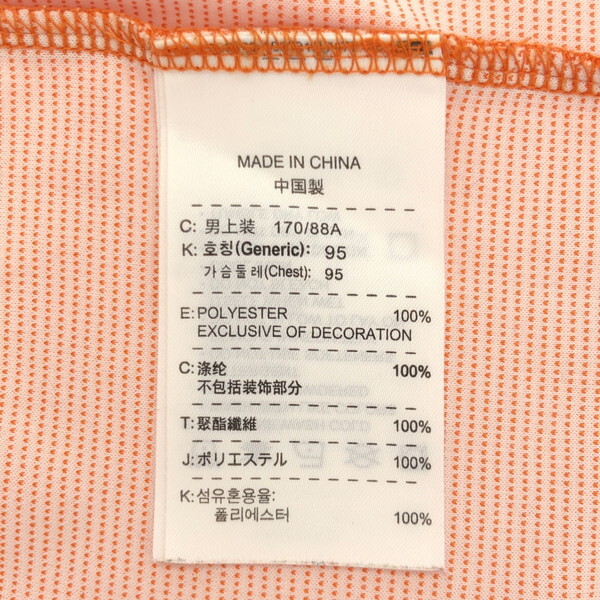 MADE IN CHINA
中国製
C: 男上装 170/88A
K: 호칭(Generic): 95
가슴둘레(Chest): 95
E: POLYESTER 100%
EXCLUSIVE OF DECORATION
C: 涤纶 100%
不包括装饰部分
T: 聚酯纖維 100%
J: ポリエステル 100%
K: 섬유혼용율:
폴리에스터 100%